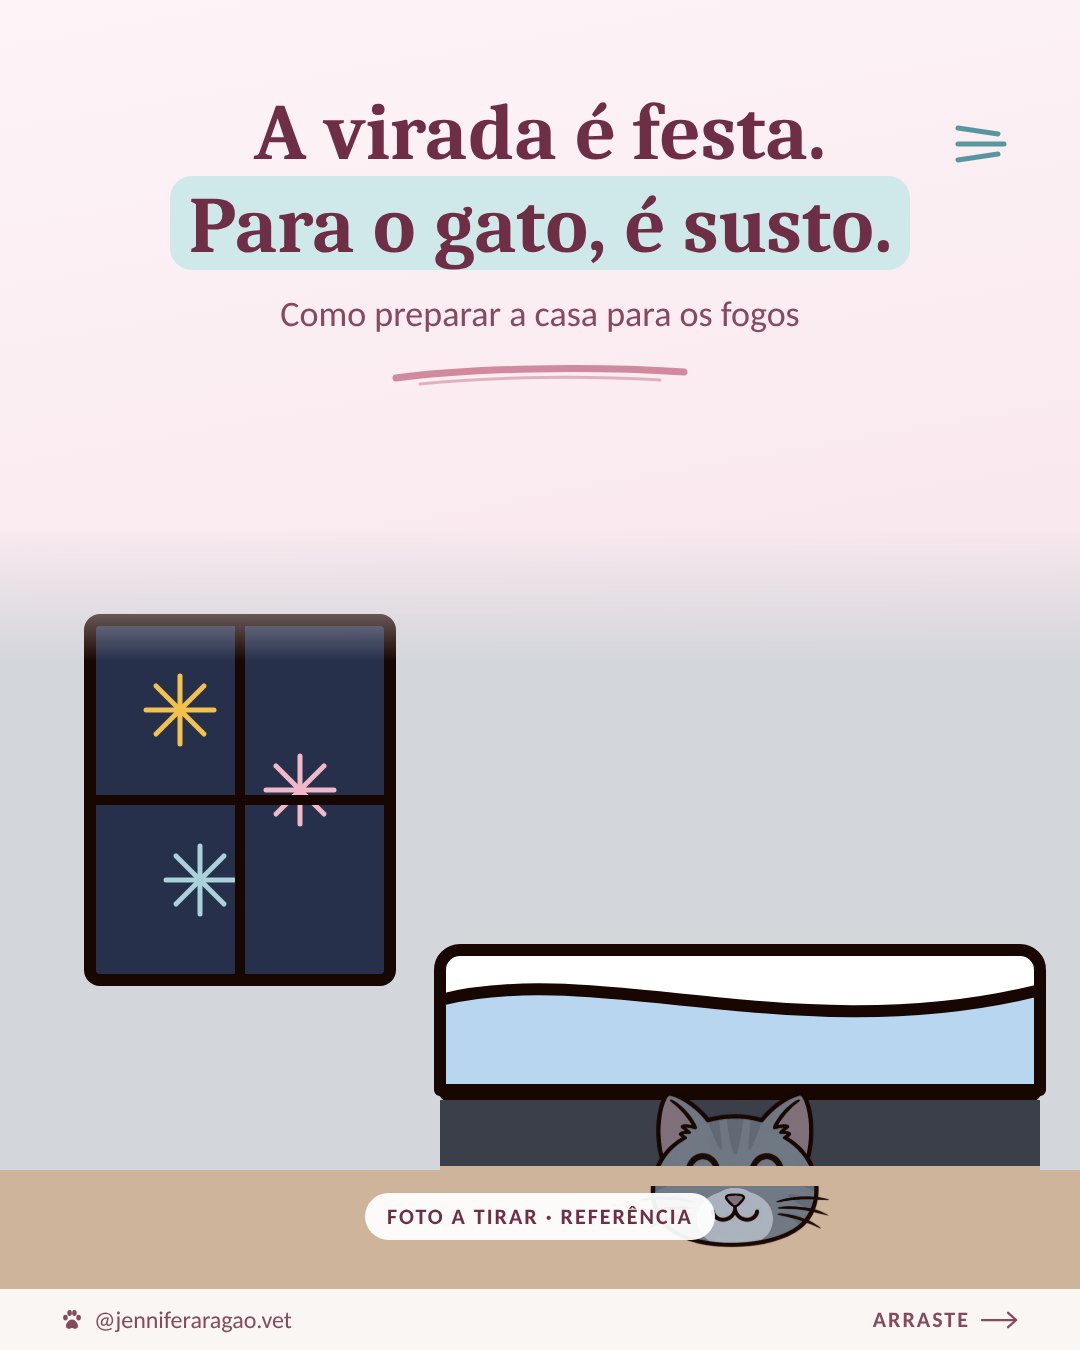 A virada é festa.
Para o gato, é susto.
Como preparar a casa para os fogos
FOTO A TIRAR · REFERÊNCIA
@jenniferaragao.vet
ARRASTE